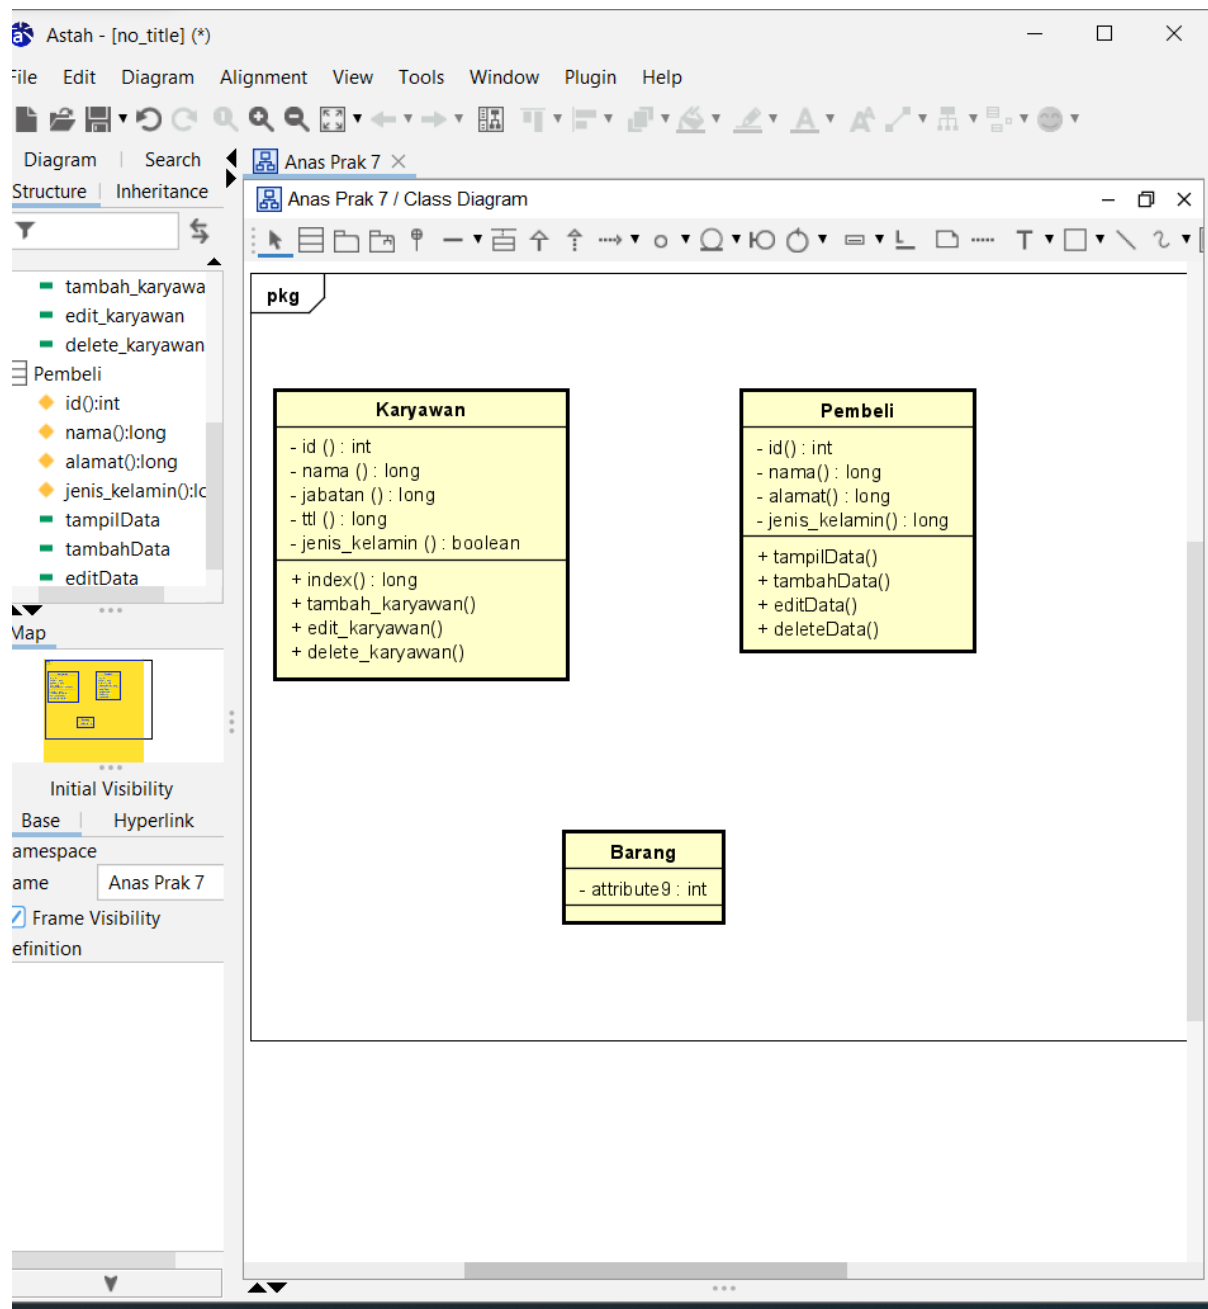 Astah - [no_title] (*)
File Edit Diagram Alignment View Tools Window Plugin Help
Diagram Search
Structure Inheritance
Anas Prak 7
Anas Prak 7 / Class Diagram
tambah_karyawa
edit_karyawan
delete_karyawan
Pembeli
id():int
nama():long
alamat():long
jenis_kelamin():lc
tampilData
tambahData
editData
Map
Initial Visibility
Base Hyperlink
amespace
ame Anas Prak 7
Frame Visibility
efinition
pkg
Karyawan
- id () : int
- nama () : long
- jabatan () : long
- ttl () : long
- jenis_kelamin () : boolean
+ index() : long
+ tambah_karyawan()
+ edit_karyawan()
+ delete_karyawan()
Pembeli
- id() : int
- nama() : long
- alamat() : long
- jenis_kelamin() : long
+ tampilData()
+ tambahData()
+ editData()
+ deleteData()
Barang
- attribute9 : int